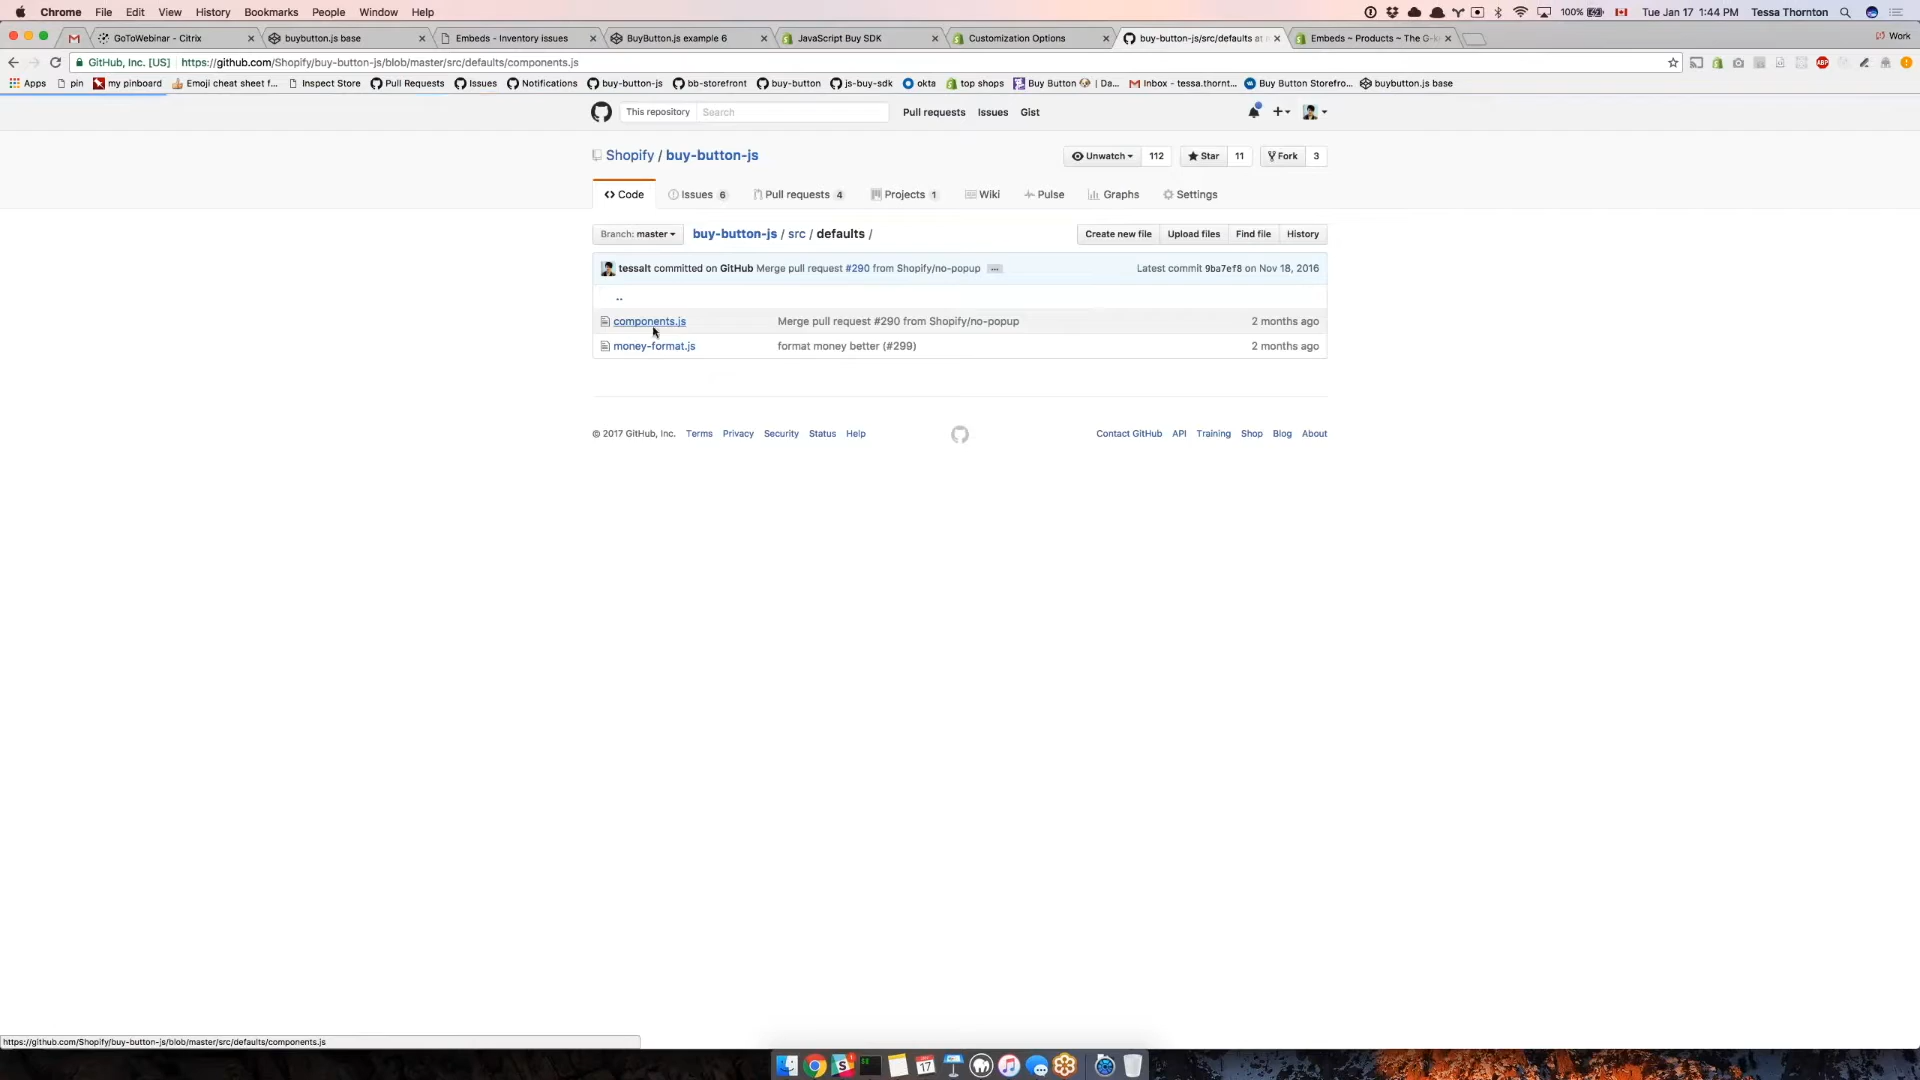 Chrome File Edit View History Bookmarks People Window Help 100% Tue Jan 17 1:44 PM Tessa Thornton
GoToWebinar - Citrix buybutton.js base Embeds - Inventory issues BuyButton.js example 6 JavaScript Buy SDK Customization Options buy-button-js/src/defaults at Embeds ~ Products ~ The G-k Work
GitHub, Inc. [US] https://github.com/Shopify/buy-button-js/blob/master/src/defaults/components.js
Apps pin my pinboard Emoji cheat sheet f... Inspect Store Pull Requests Issues Notifications buy-button-js bb-storefront buy-button js-buy-sdk okta top shops Buy Button | Da... Inbox - tessa.thornt... Buy Button Storefro... buybutton.js base
This repository Search Pull requests Issues Gist
Shopify / buy-button-js Unwatch 112 Star 11 Fork 3
Code Issues 6 Pull requests 4 Projects 1 Wiki Pulse Graphs Settings
Branch: master buy-button-js / src / defaults / Create new file Upload files Find file History
tessalt committed on GitHub Merge pull request #290 from Shopify/no-popup ... Latest commit 9ba7ef8 on Nov 18, 2016
..
components.js Merge pull request #290 from Shopify/no-popup 2 months ago
money-format.js format money better (#299) 2 months ago
© 2017 GitHub, Inc. Terms Privacy Security Status Help Contact GitHub API Training Shop Blog About
https://github.com/Shopify/buy-button-js/blob/master/src/defaults/components.js
17